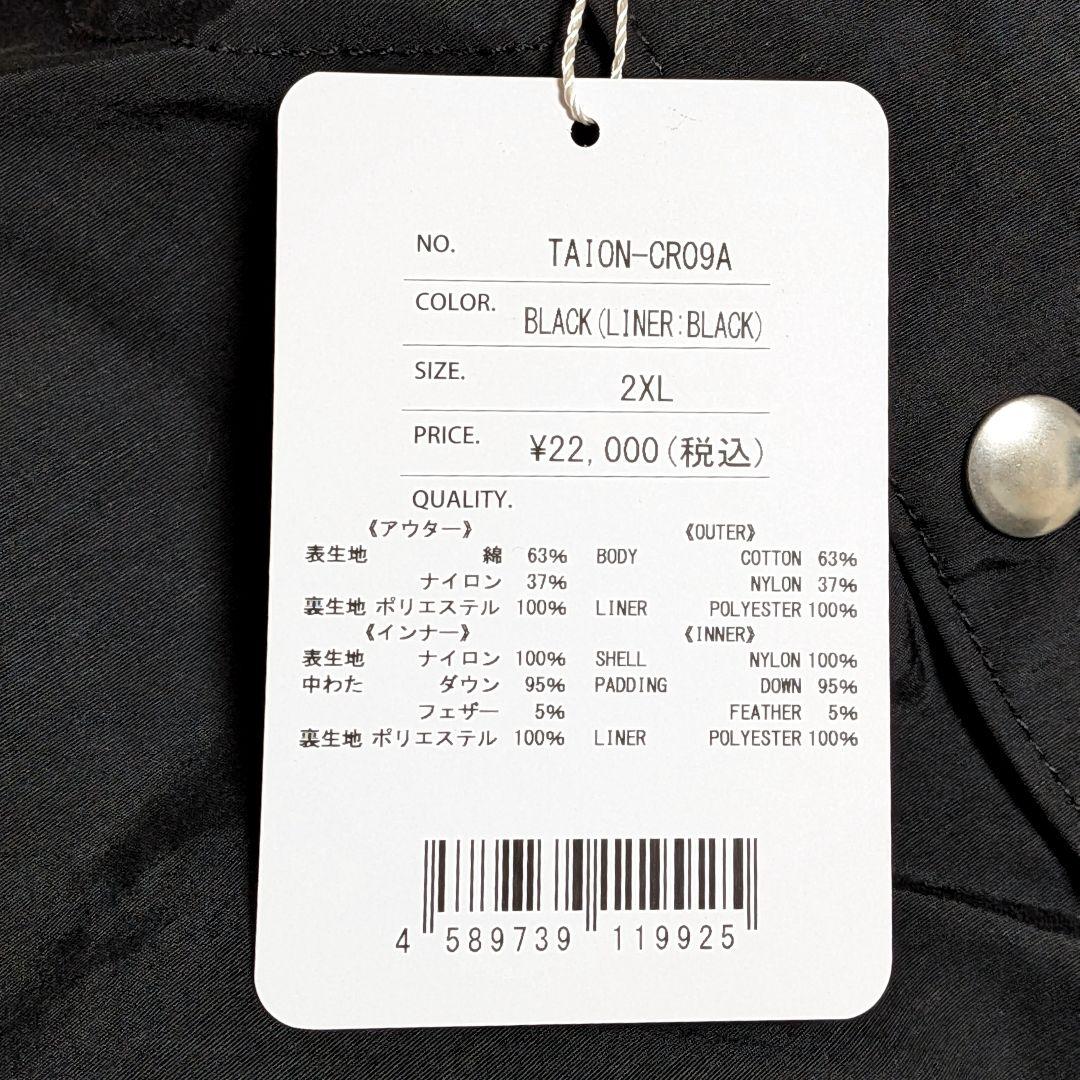 NO. TAION-CR09A
COLOR. BLACK(LINER:BLACK)
SIZE. 2XL
PRICE. ¥22,000(税込)
QUALITY.
《アウター》 《OUTER》
表生地 綿 63% BODY COTTON 63%
ナイロン 37% NYLON 37%
裏生地 ポリエステル 100% LINER POLYESTER 100%
《インナー》 《INNER》
表生地 ナイロン 100% SHELL NYLON 100%
中わた ダウン 95% PADDING DOWN 95%
フェザー 5% FEATHER 5%
裏生地 ポリエステル 100% LINER POLYESTER 100%
4 589739 119925